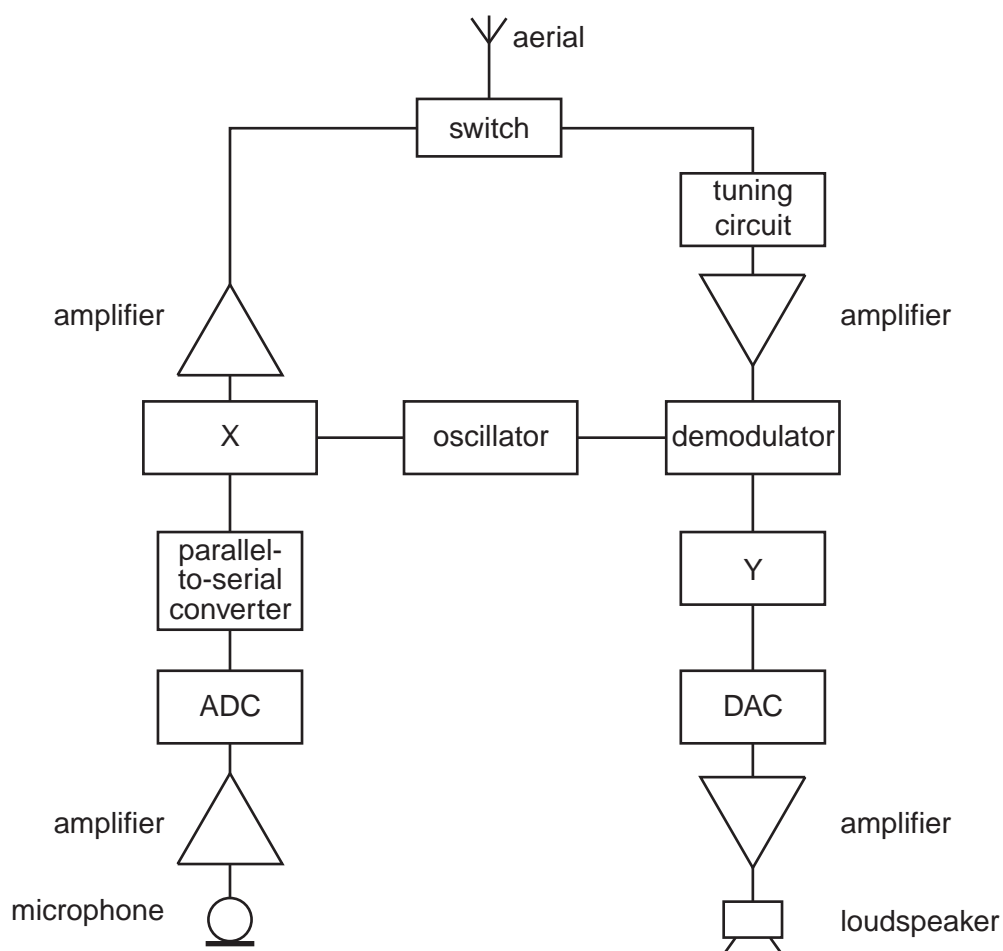 aerial
switch
tuning
circuit
amplifier
amplifier
X
oscillator
demodulator
parallel-
to-serial
converter
Y
ADC
DAC
amplifier
amplifier
microphone
loudspeaker